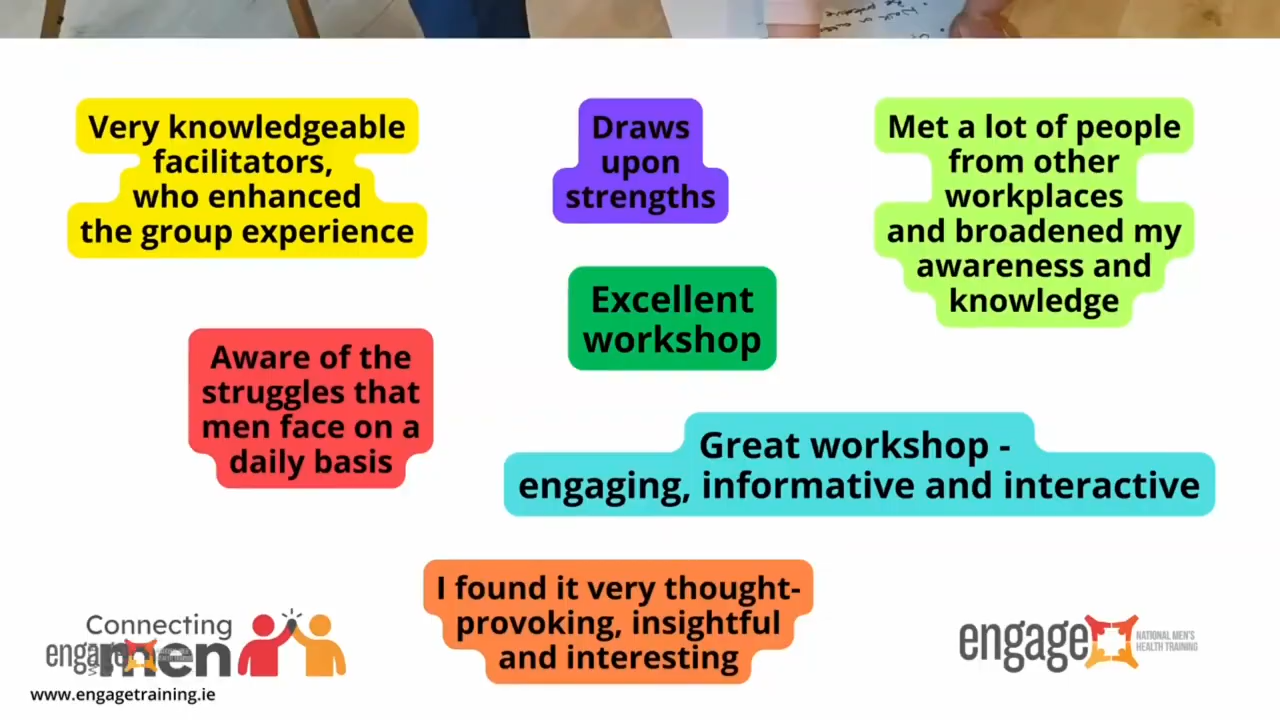 Very knowledgeable
facilitators,
who enhanced
the group experience
Draws
upon
strengths
Met a lot of people
from other
workplaces
and broadened my
awareness and
knowledge
Excellent
workshop
Aware of the
struggles that
men face on a
daily basis
Great workshop -
engaging, informative and interactive
I found it very thought-
provoking, insightful
and interesting
Connecting
men
engage
www.engagetraining.ie
engage
NATIONAL MEN'S
HEALTH TRAINING